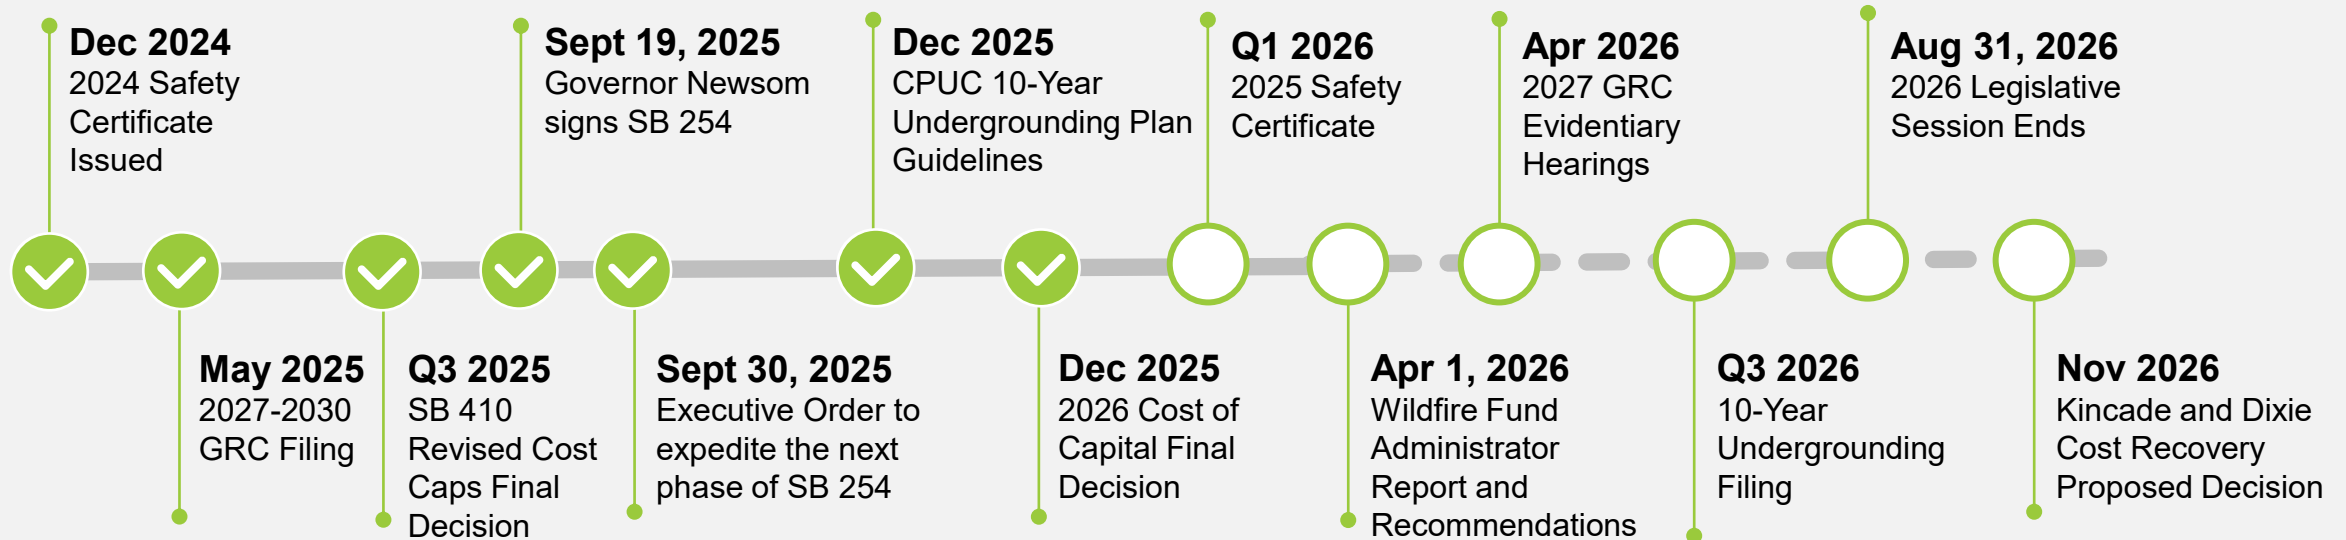 Dec 2024
2024 Safety
Certificate
Issued
Sept 19, 2025
Governor Newsom
signs SB 254
Dec 2025
CPUC 10-Year
Undergrounding Plan
Guidelines
Q1 2026
2025 Safety
Certificate
Apr 2026
2027 GRC
Evidentiary
Hearings
Aug 31, 2026
2026 Legislative
Session Ends
May 2025
2027-2030
GRC Filing
Q3 2025
SB 410
Revised Cost
Caps Final
Decision
Sept 30, 2025
Executive Order to
expedite the next
phase of SB 254
Dec 2025
2026 Cost of
Capital Final
Decision
Apr 1, 2026
Wildfire Fund
Administrator
Report and
Recommendations
Q3 2026
10-Year
Undergrounding
Filing
Nov 2026
Kincade and Dixie
Cost Recovery
Proposed Decision